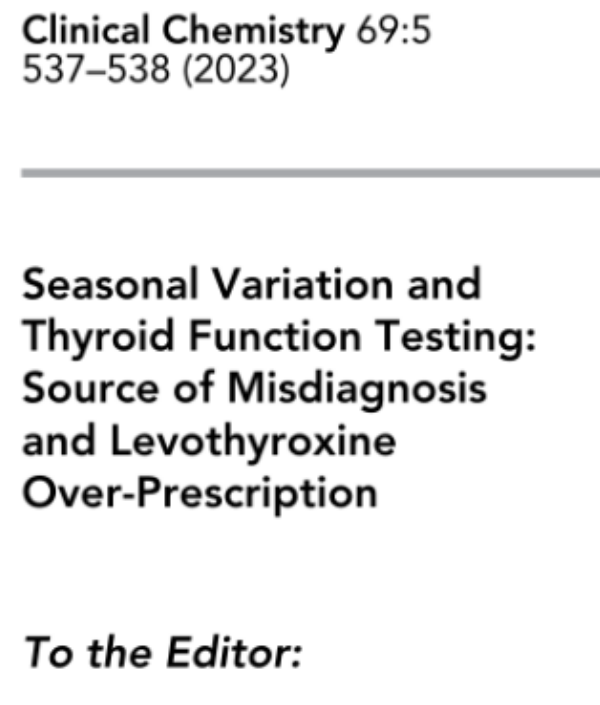 Clinical Chemistry 69:5
537–538 (2023)
Seasonal Variation and
Thyroid Function Testing:
Source of Misdiagnosis
and Levothyroxine
Over-Prescription
To the Editor: